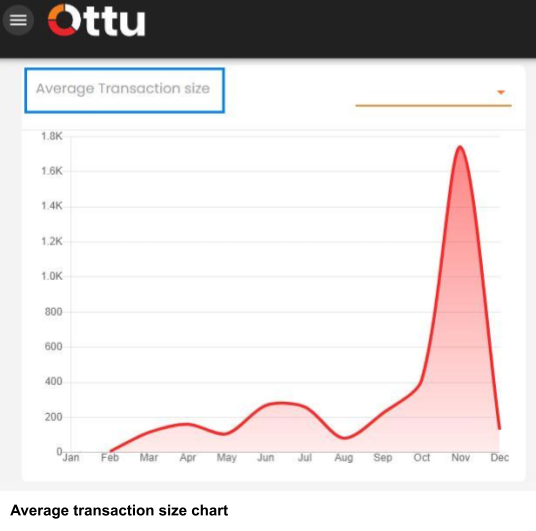 Ottu
Average Transaction size
1.8K
1.6K
1.4K
1.2K
1.0K
800
600
400
200
0
Jan Feb Mar Apr May Jun Jul Aug Sep Oct Nov Dec
Average transaction size chart